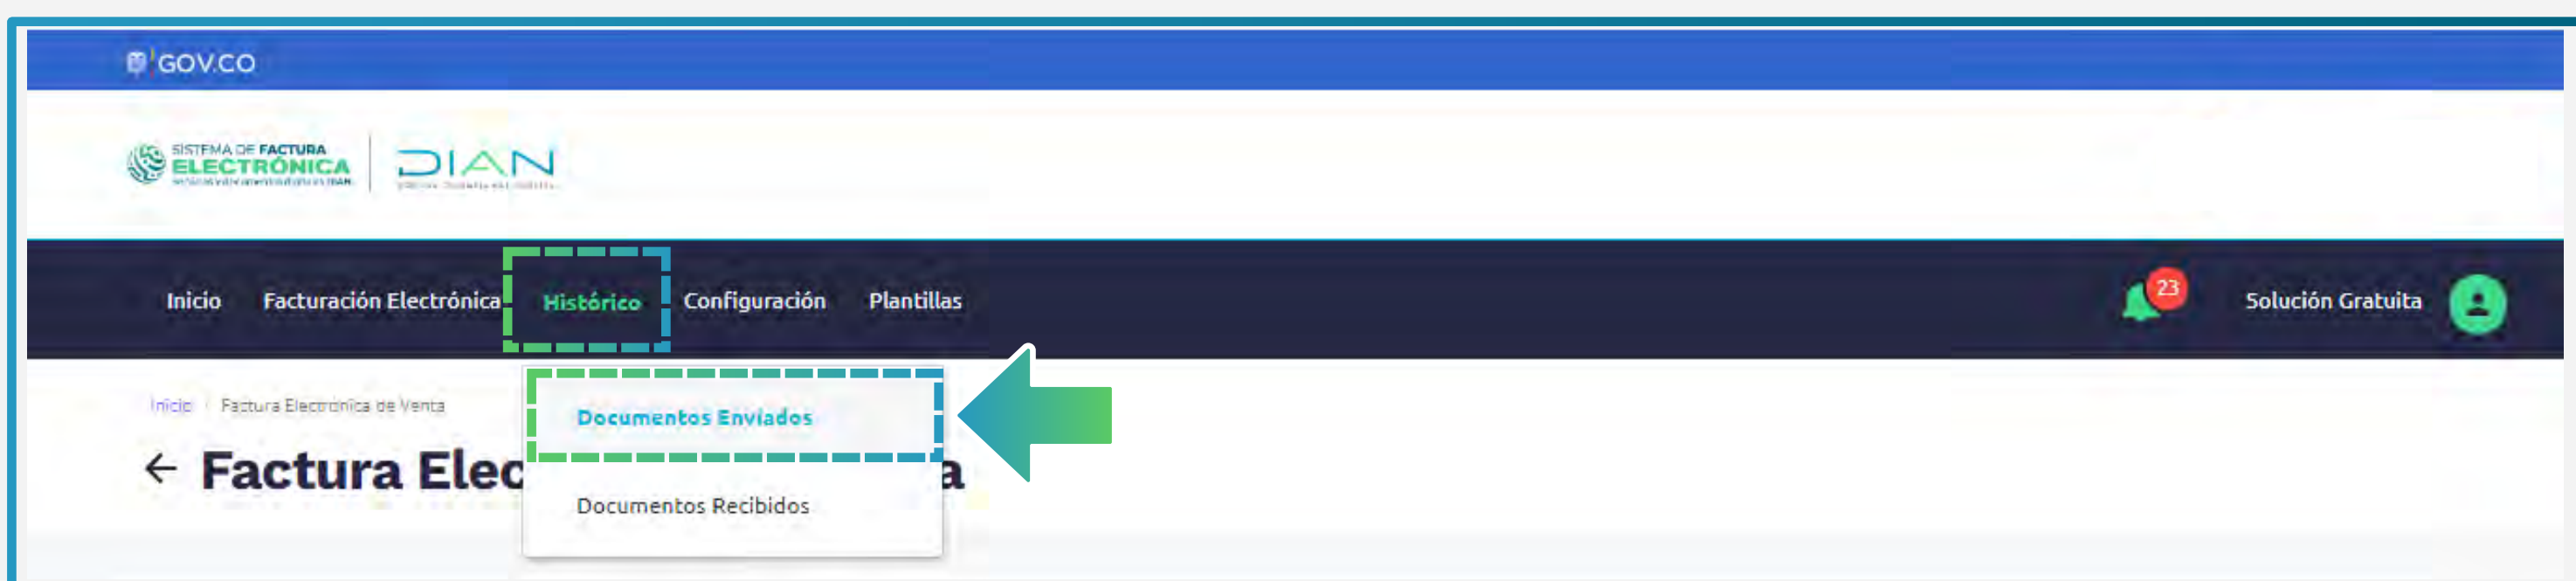 GOV.CO
SISTEMA DE FACTURA
ELECTRÓNICA
DIAN
Inicio Facturación Electrónica Histórico Configuración Plantillas 23 Solución Gratuita
Inicio / Factura Electrónica de Venta
Documentos Enviados
← Factura Elec a
Documentos Recibidos